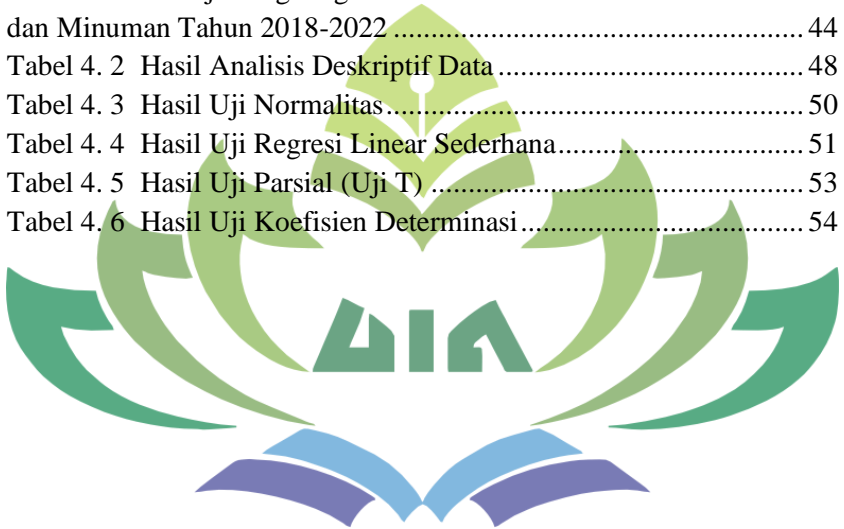 dan Minuman Tahun 2018-2022 ........................................................ 44
Tabel 4. 2 Hasil Analisis Deskriptif Data ......................................... 48
Tabel 4. 3 Hasil Uji Normalitas ........................................................ 50
Tabel 4. 4 Hasil Uji Regresi Linear Sederhana ................................. 51
Tabel 4. 5 Hasil Uji Parsial (Uji T) .................................................. 53
Tabel 4. 6 Hasil Uji Koefisien Determinasi ...................................... 54